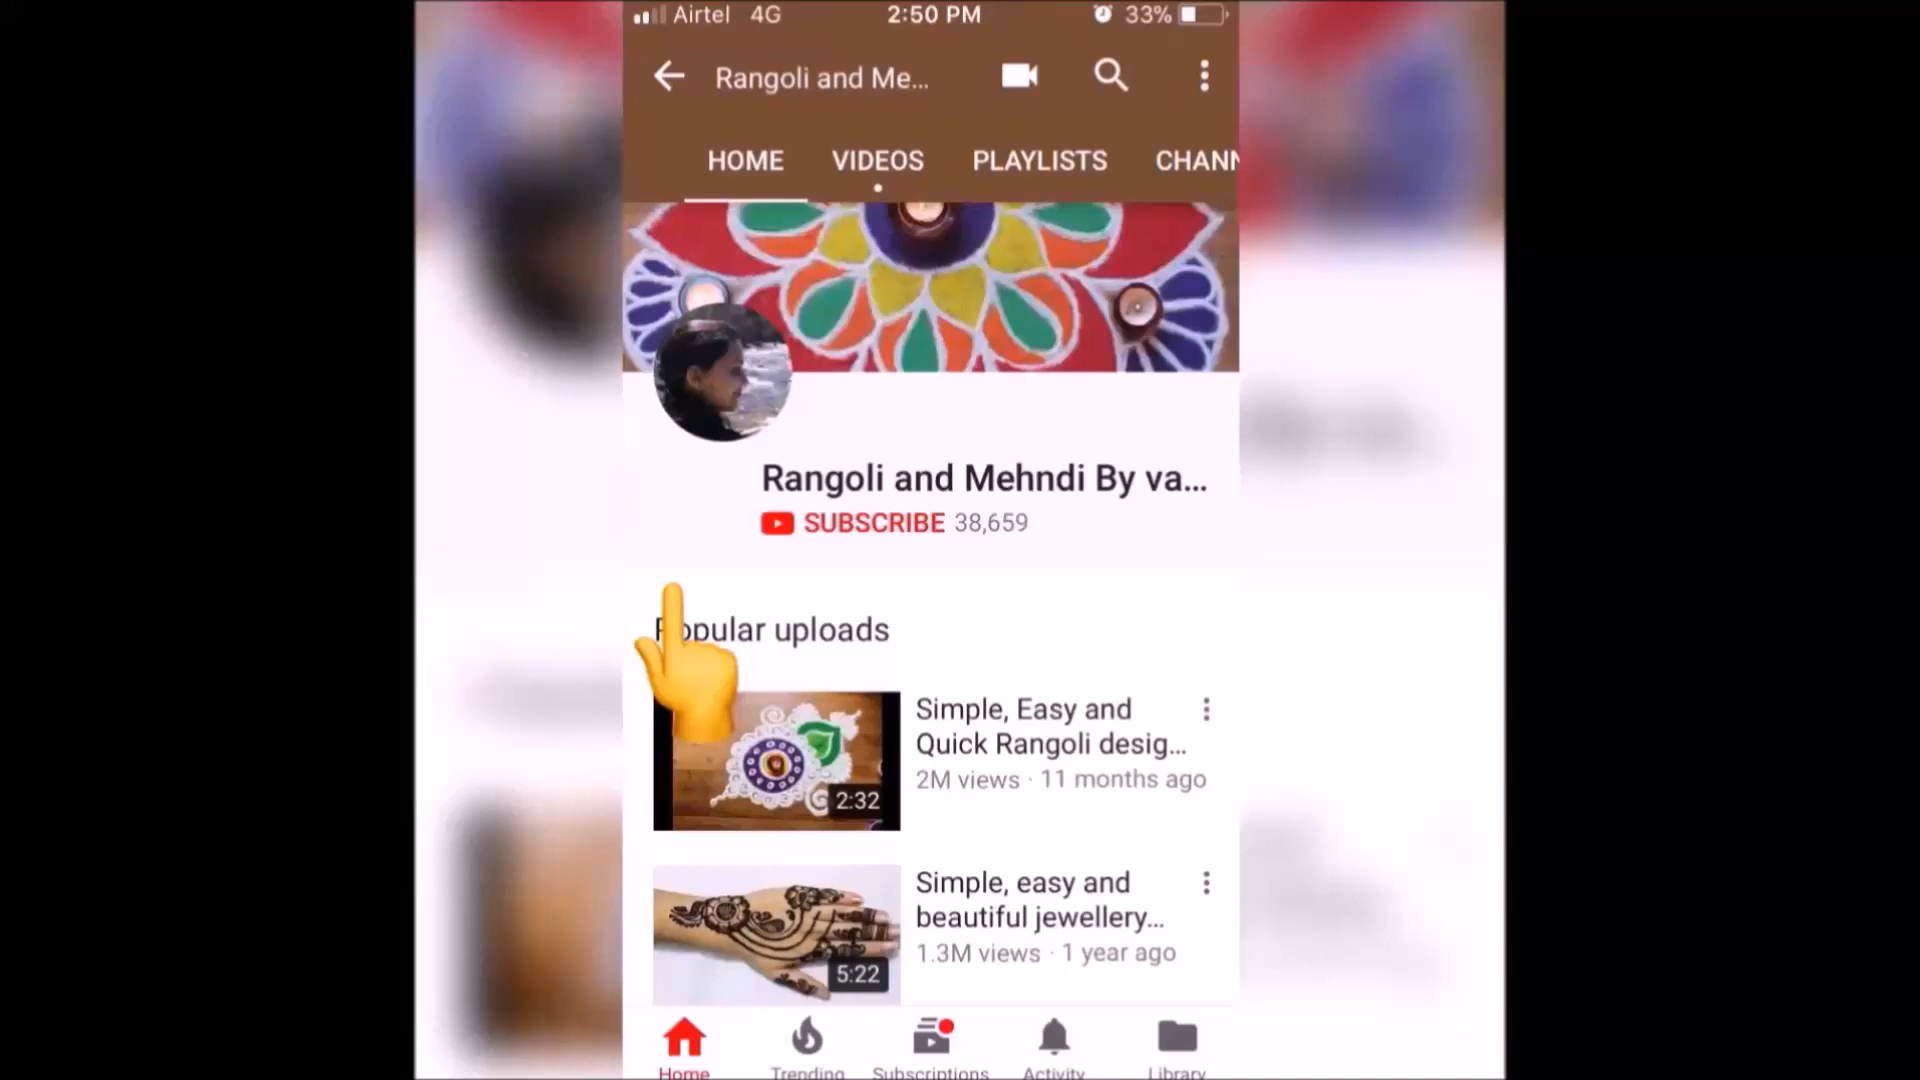 Airtel 4G 2:50 PM 33%
Rangoli and Me...
HOME VIDEOS PLAYLISTS CHANN
Rangoli and Mehndi By va...
SUBSCRIBE 38,659
Popular uploads
Simple, Easy and
Quick Rangoli desig...
2M views · 11 months ago
2:32
Simple, easy and
beautiful jewellery...
1.3M views · 1 year ago
5:22
Home Trending Subscriptions Activity Library